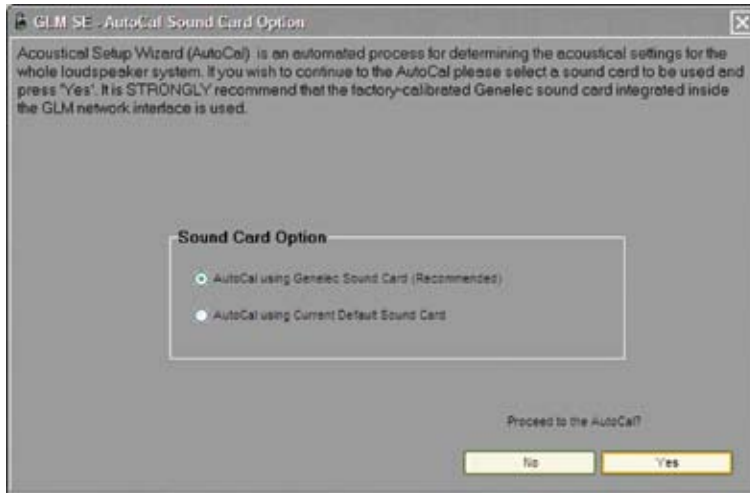 GLM SE - AutoCal Sound Card Option
Acoustical Setup Wizard (AutoCal) is an automated process for determining the acoustical settings for the
whole loudspeaker system. If you wish to continue to the AutoCal please select a sound card to be used and
press 'Yes'. It is STRONGLY recommend that the factory-calibrated Genelec sound card integrated inside
the GLM network interface is used.
Sound Card Option
AutoCal using Genelec Sound Card (Recommended)
AutoCal using Current Default Sound Card
Proceed to the AutoCal?
No
Yes